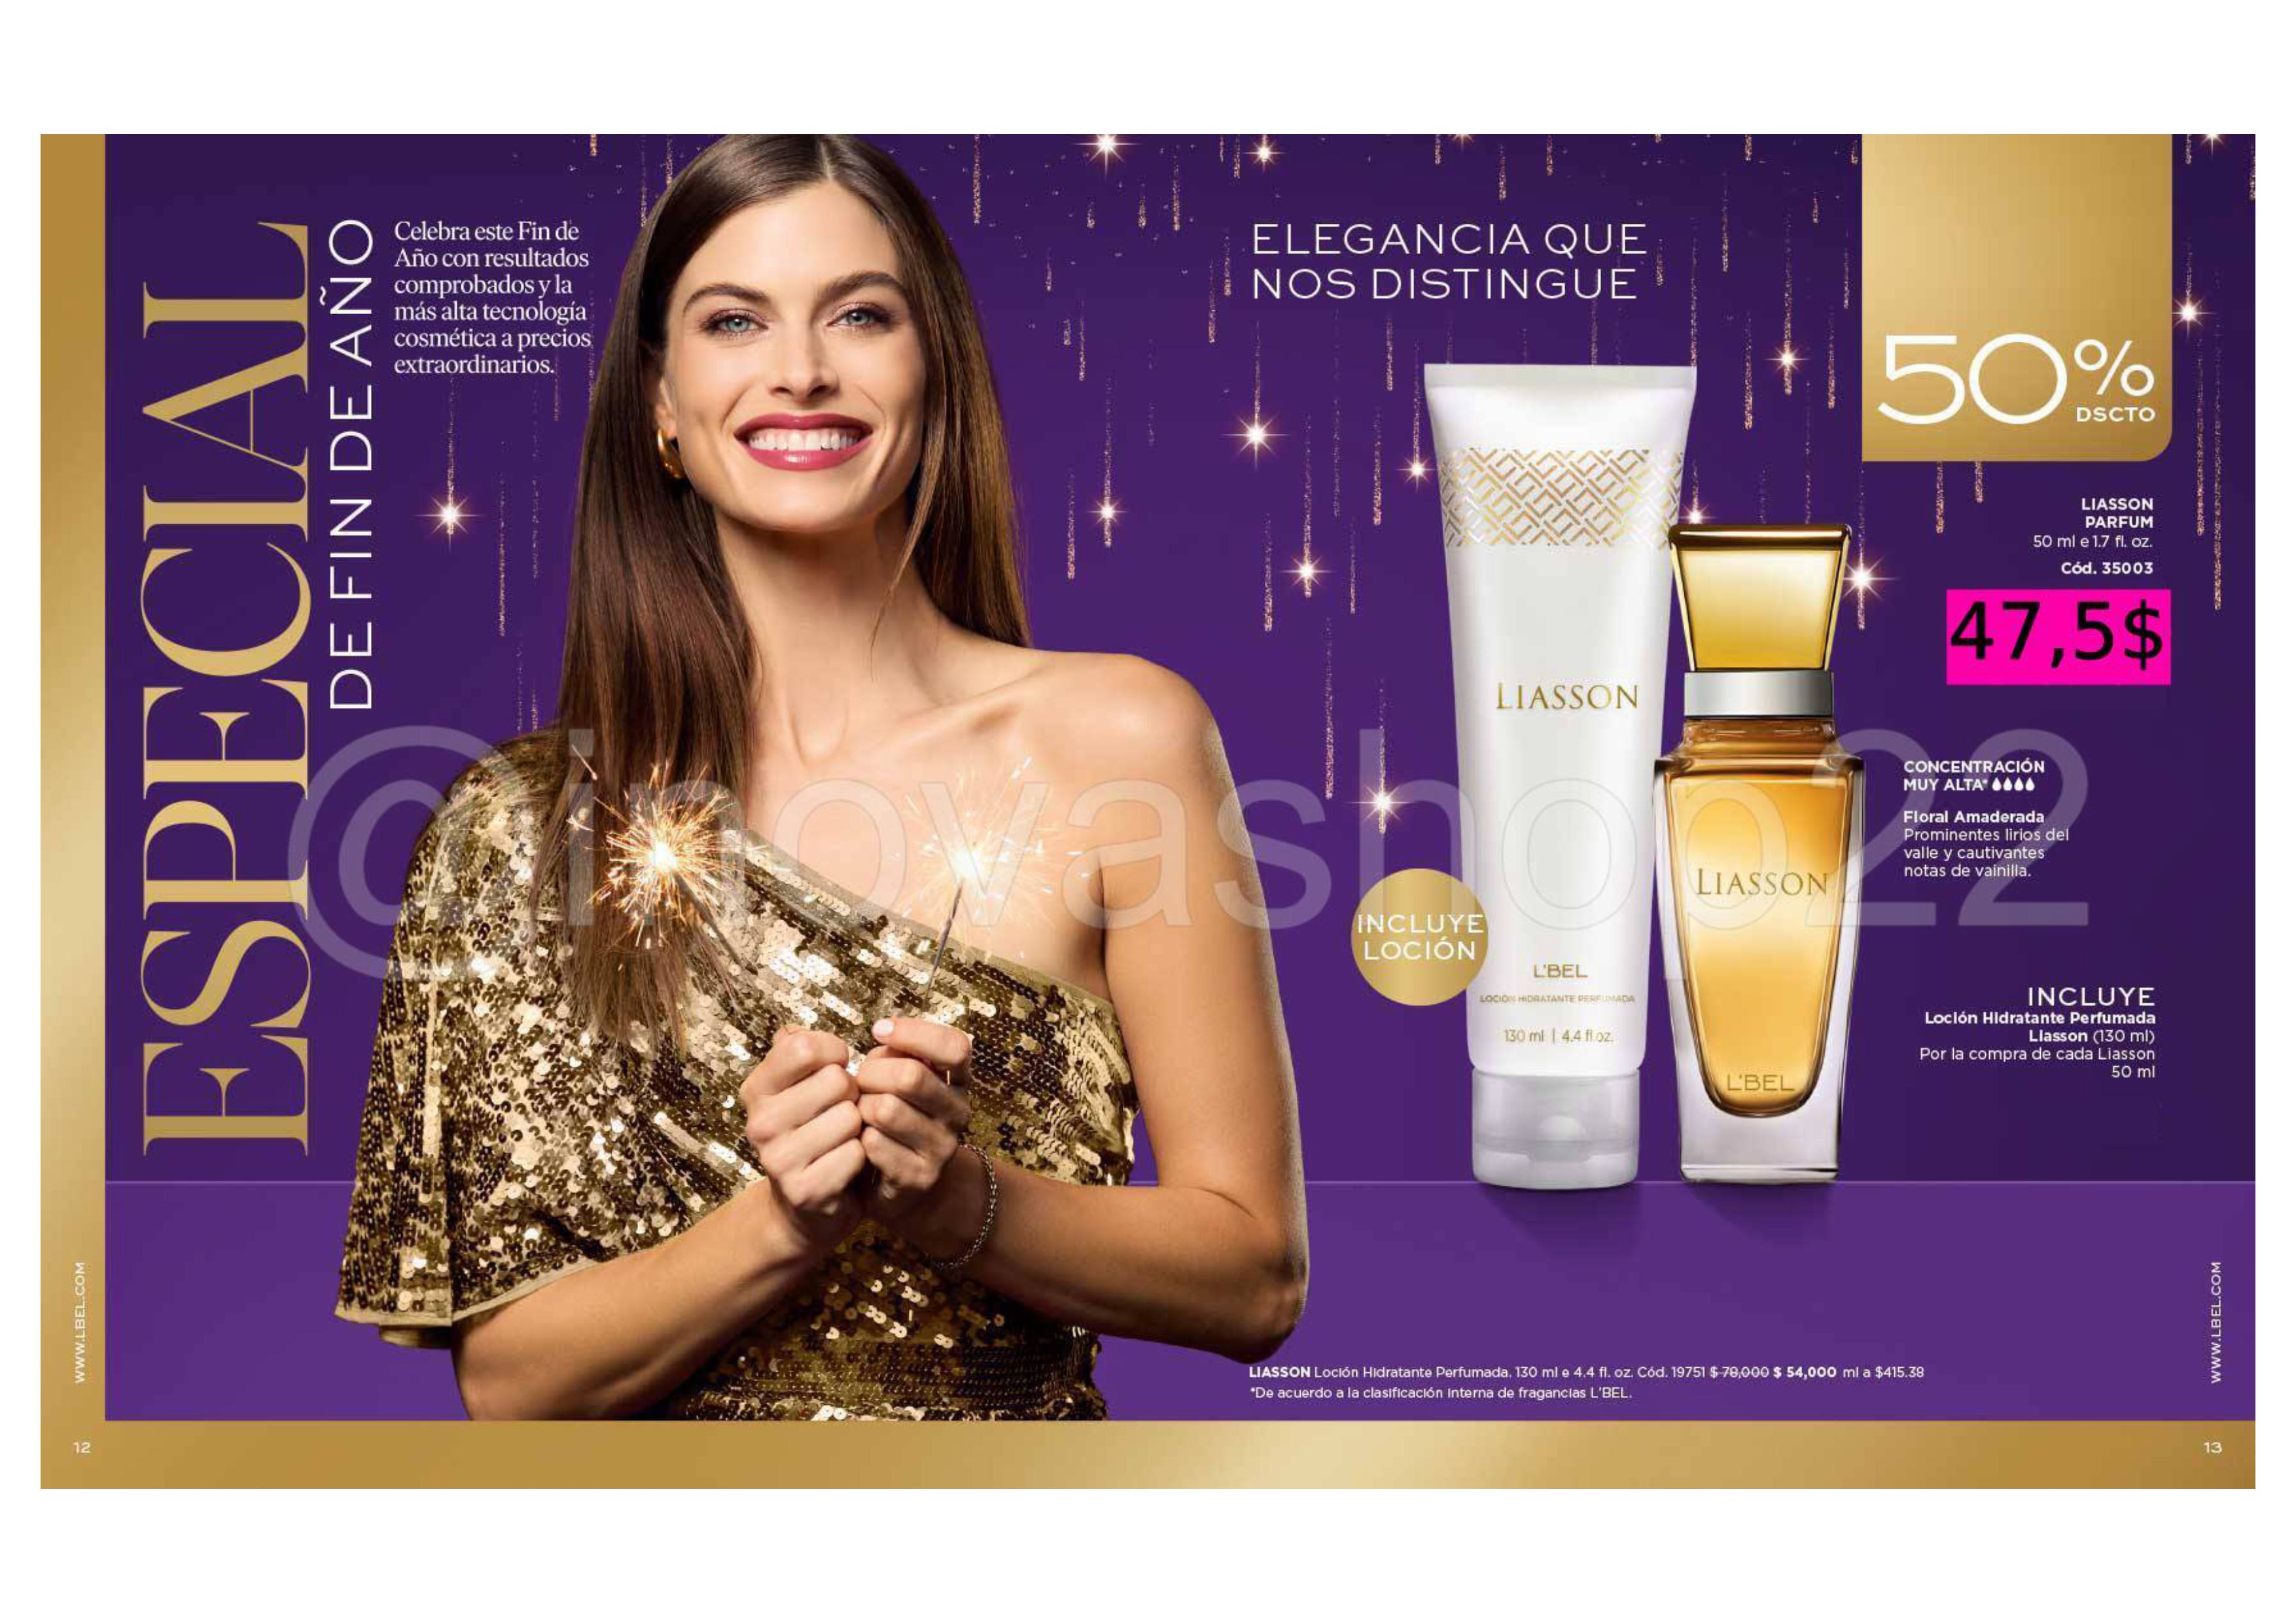 ESPECIAL
DE FIN DE AÑO
Celebra este Fin de
Año con resultados
comprobados y la
más alta tecnología
cosmética a precios
extraordinarios.
ELEGANCIA QUE
NOS DISTINGUE
50%
DSCTO
LIASSON
PARFUM
50 ml e 1.7 fl. oz.
Cód. 35003
47,5$
CONCENTRACIÓN
MUY ALTA*
Floral Amaderada
Prominentes lirios del
valle y cautivantes
notas de vainilla.
INCLUYE
LOCIÓN
LIASSON
L'BEL
LOCIÓN HIDRATANTE PERFUMADA
130 ml | 4.4 fl.oz.
LIASSON
L'BEL
INCLUYE
Loción Hidratante Perfumada
Liasson (130 ml)
Por la compra de cada Liasson
50 ml
@inovashop22
LIASSON Loción Hidratante Perfumada. 130 ml e 4.4 fl. oz. Cód. 19751 $ 78,000 $ 54,000 ml a $415.38
*De acuerdo a la clasificación interna de fragancias L'BEL.
WWW.LBEL.COM
WWW.LBEL.COM
12
13